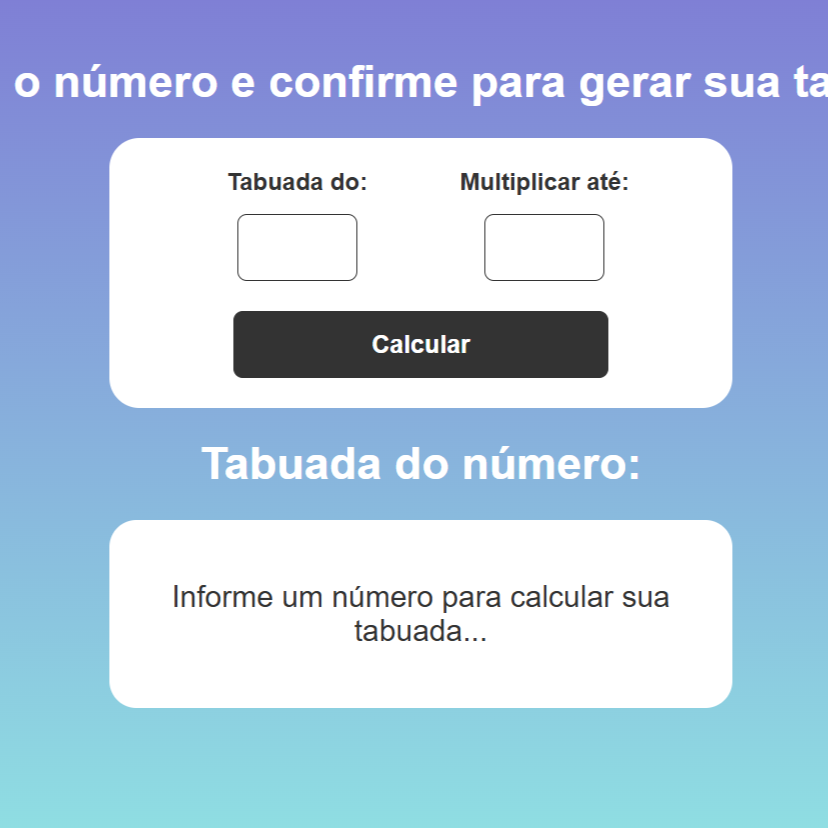 o número e confirme para gerar sua ta
Tabuada do: Multiplicar até:
Calcular
Tabuada do número:
Informe um número para calcular sua
tabuada...